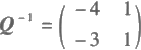 Q⁻¹ = ( -4 1
-3 1 )